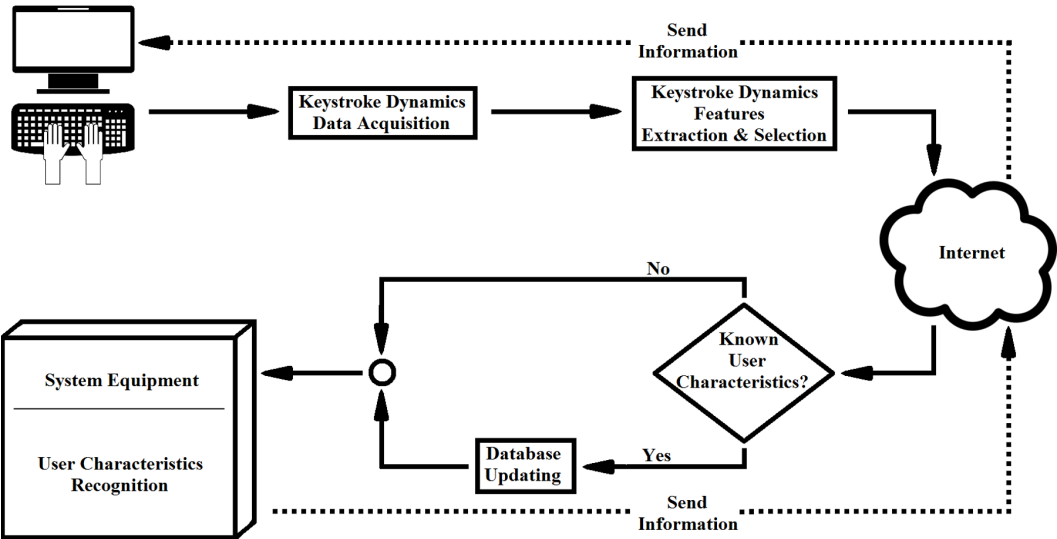 Send
Information
Keystroke Dynamics
Data Acquisition
Keystroke Dynamics
Features
Extraction & Selection
Internet
No
Known
User
Characteristics?
System Equipment
User Characteristics
Recognition
Database
Updating
Yes
Send
Information